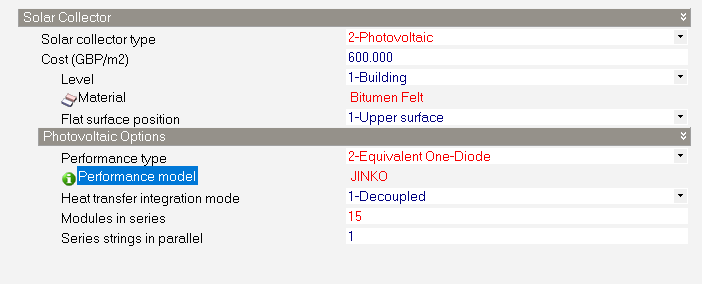 Solar Collector
Solar collector type 2-Photovoltaic
Cost (GBP/m2) 600.000
Level 1-Building
Material Bitumen Felt
Flat surface position 1-Upper surface
Photovoltaic Options
Performance type 2-Equivalent One-Diode
Performance model JINKO
Heat transfer integration mode 1-Decoupled
Modules in series 15
Series strings in parallel 1